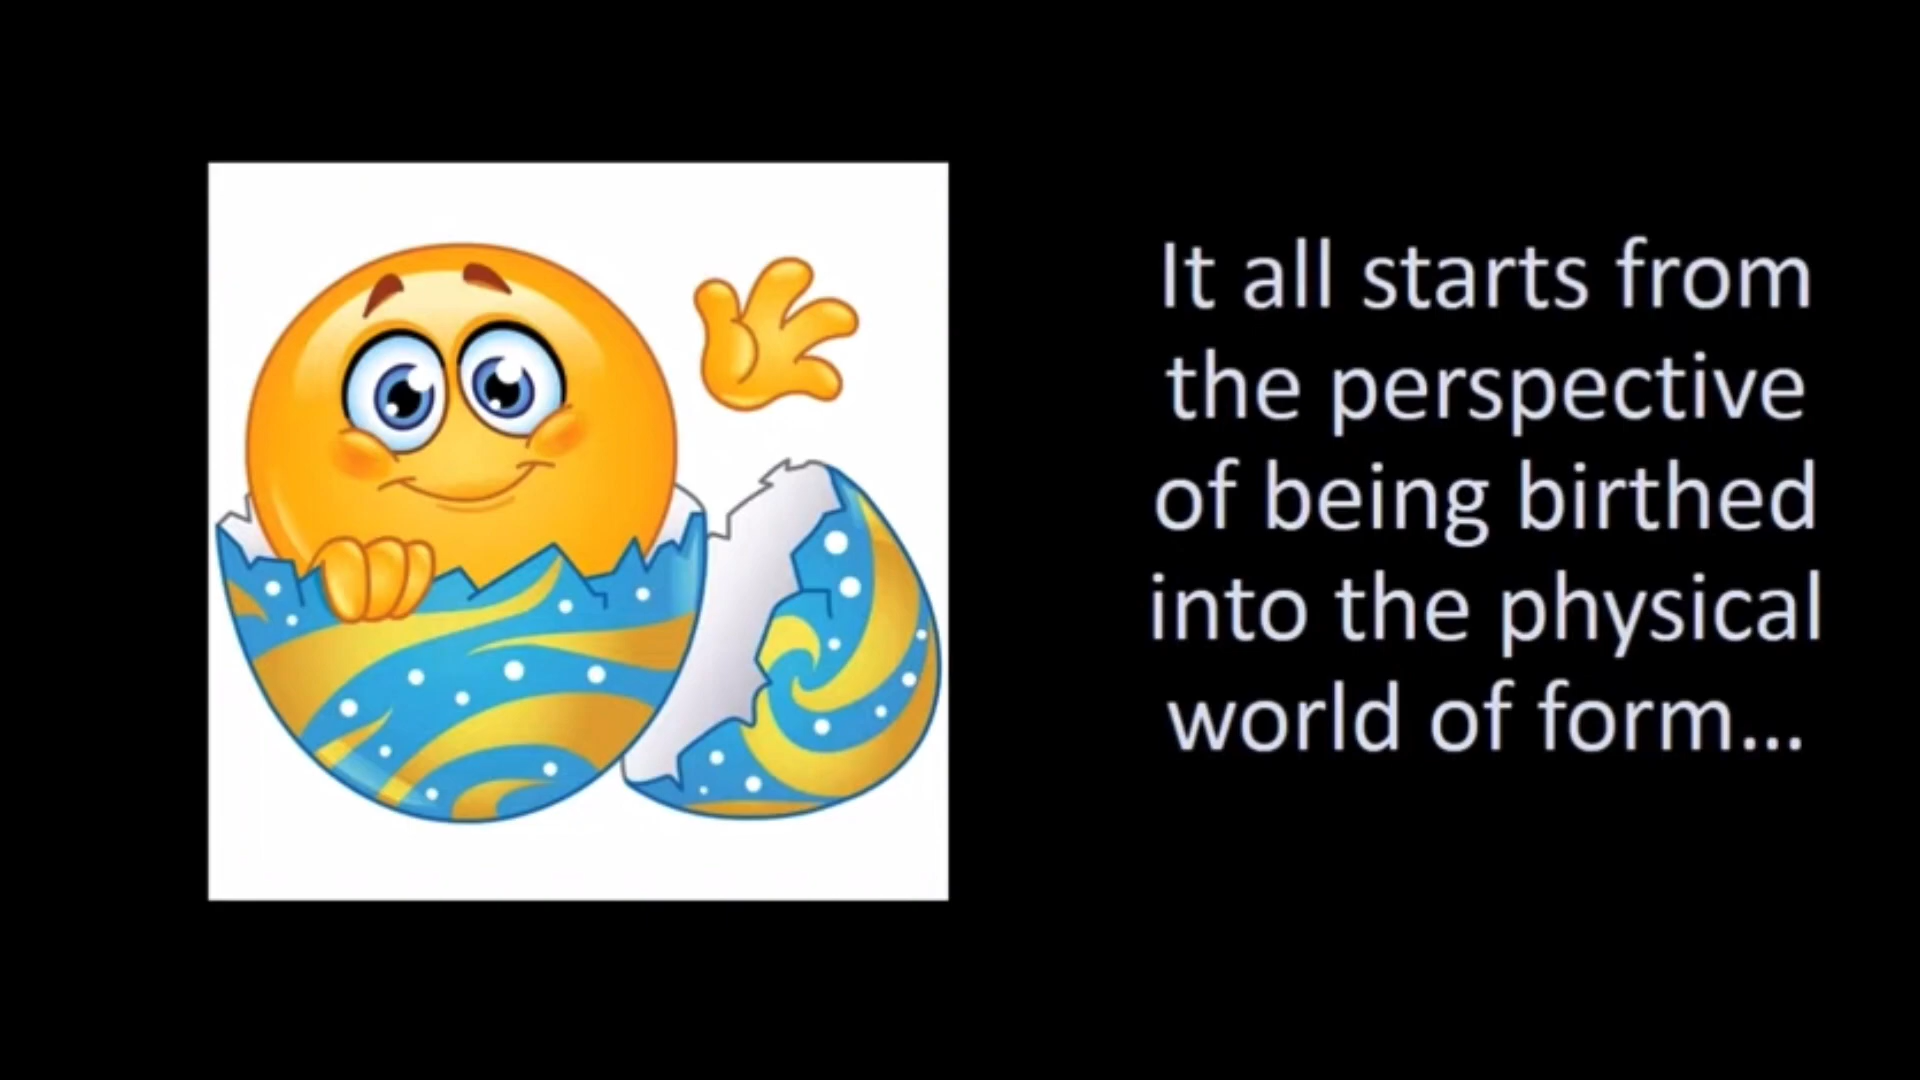 It all starts from
the perspective
of being birthed
into the physical
world of form...